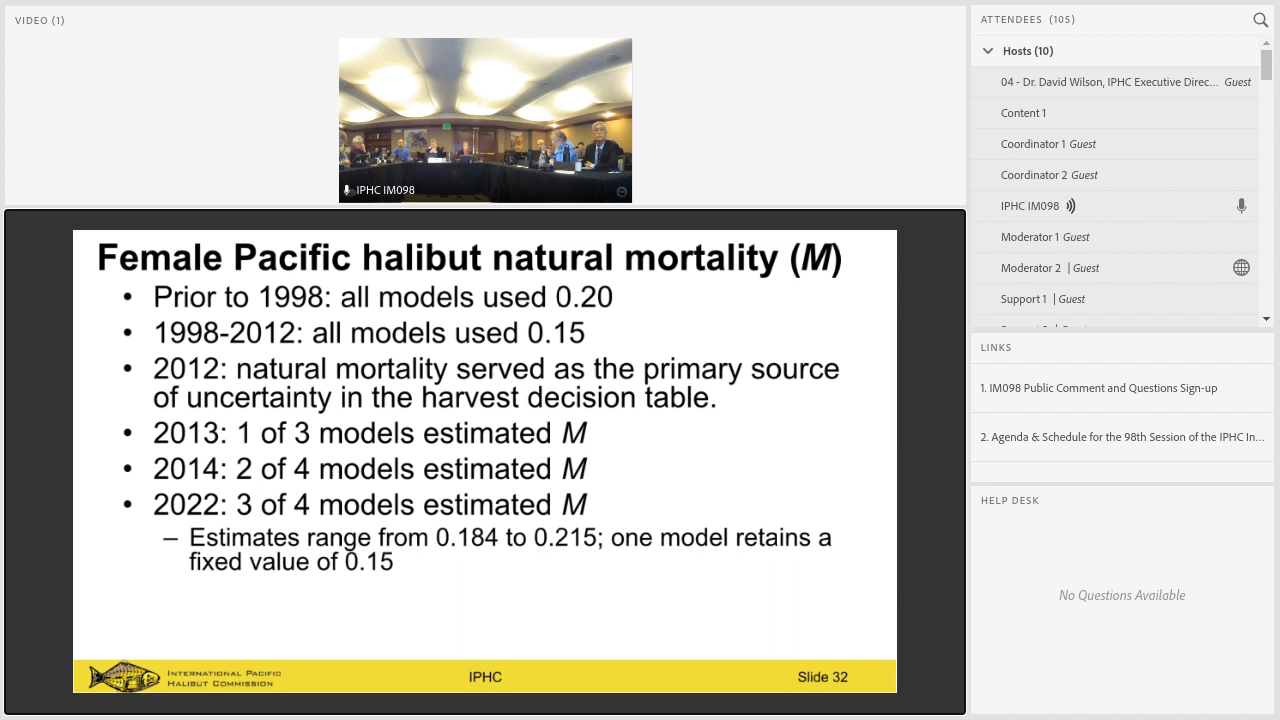 VIDEO (1)
IPHC IM098
Female Pacific halibut natural mortality (M)
• Prior to 1998: all models used 0.20
• 1998-2012: all models used 0.15
• 2012: natural mortality served as the primary source
of uncertainty in the harvest decision table.
• 2013: 1 of 3 models estimated M
• 2014: 2 of 4 models estimated M
• 2022: 3 of 4 models estimated M
– Estimates range from 0.184 to 0.215; one model retains a
fixed value of 0.15
INTERNATIONAL PACIFIC
HALIBUT COMMISSION
IPHC
Slide 32
ATTENDEES (105)
Hosts (10)
04 - Dr. David Wilson, IPHC Executive Direc... Guest
Content 1
Coordinator 1 Guest
Coordinator 2 Guest
IPHC IM098
Moderator 1 Guest
Moderator 2 | Guest
Support 1 | Guest
LINKS
1. IM098 Public Comment and Questions Sign-up
2. Agenda & Schedule for the 98th Session of the IPHC In...
HELP DESK
No Questions Available